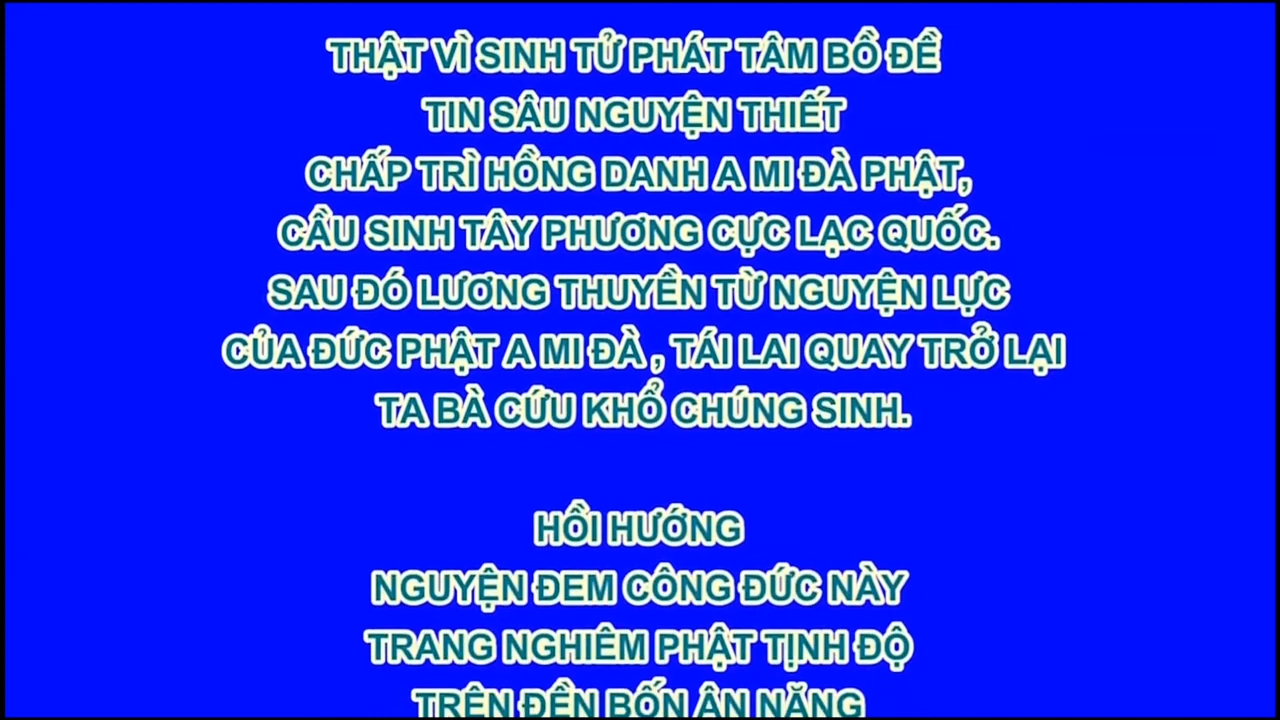 THẬT VÌ SINH TỬ PHÁT TÂM BỒ ĐỀ
TIN SÂU NGUYỆN THIẾT
CHẤP TRÌ HỒNG DANH A MI ĐÀ PHẬT,
CẦU SINH TÂY PHƯƠNG CỰC LẠC QUỐC.
SAU ĐÓ LƯƠNG THUYỀN TỪ NGUYỆN LỰC
CỦA ĐỨC PHẬT A MI ĐÀ , TÁI LAI QUAY TRỞ LẠI
TA BÀ CỨU KHỔ CHÚNG SINH.
HỒI HƯỚNG
NGUYỆN ĐEM CÔNG ĐỨC NÀY
TRANG NGHIÊM PHẬT TỊNH ĐỘ
TRÊN ĐỀN BỐN ÂN NĂNG